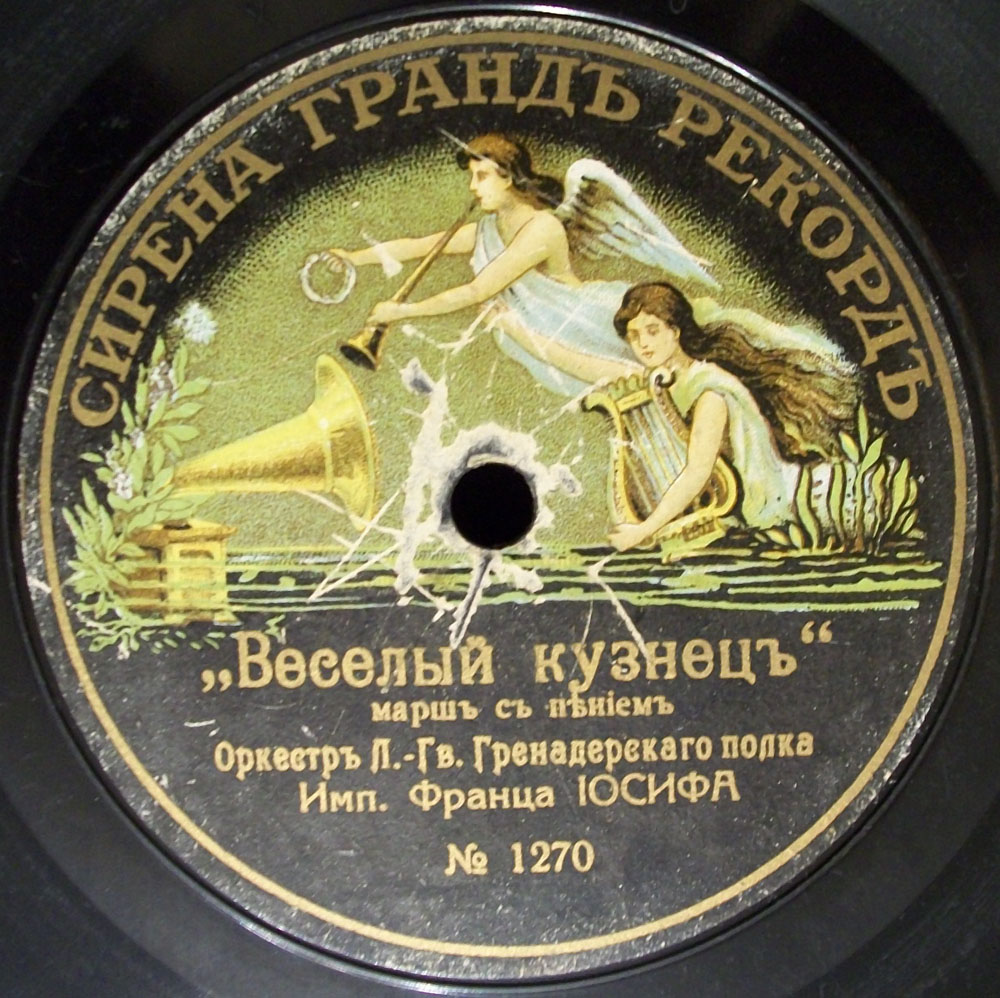 СИРЕНА ГРАНДЪ РЕКОРДЪ
„Веселый кузнецъ“
маршъ съ пѣніемъ
Оркестръ Л.-Гв. Гренадерскаго полка
Имп. Франца ІОСИФА
№ 1270